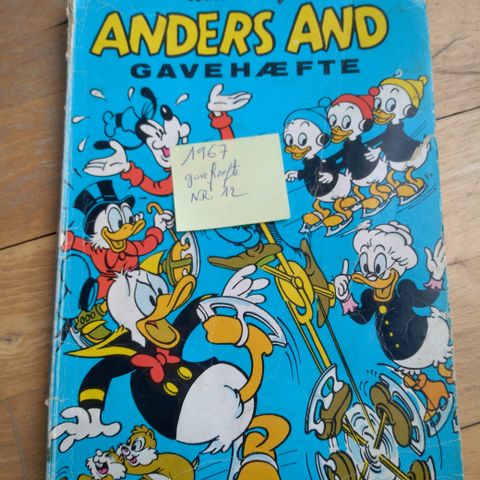 ANDERS AND
GAVEHÆFTE
1967
gavehæfte
NR. 12